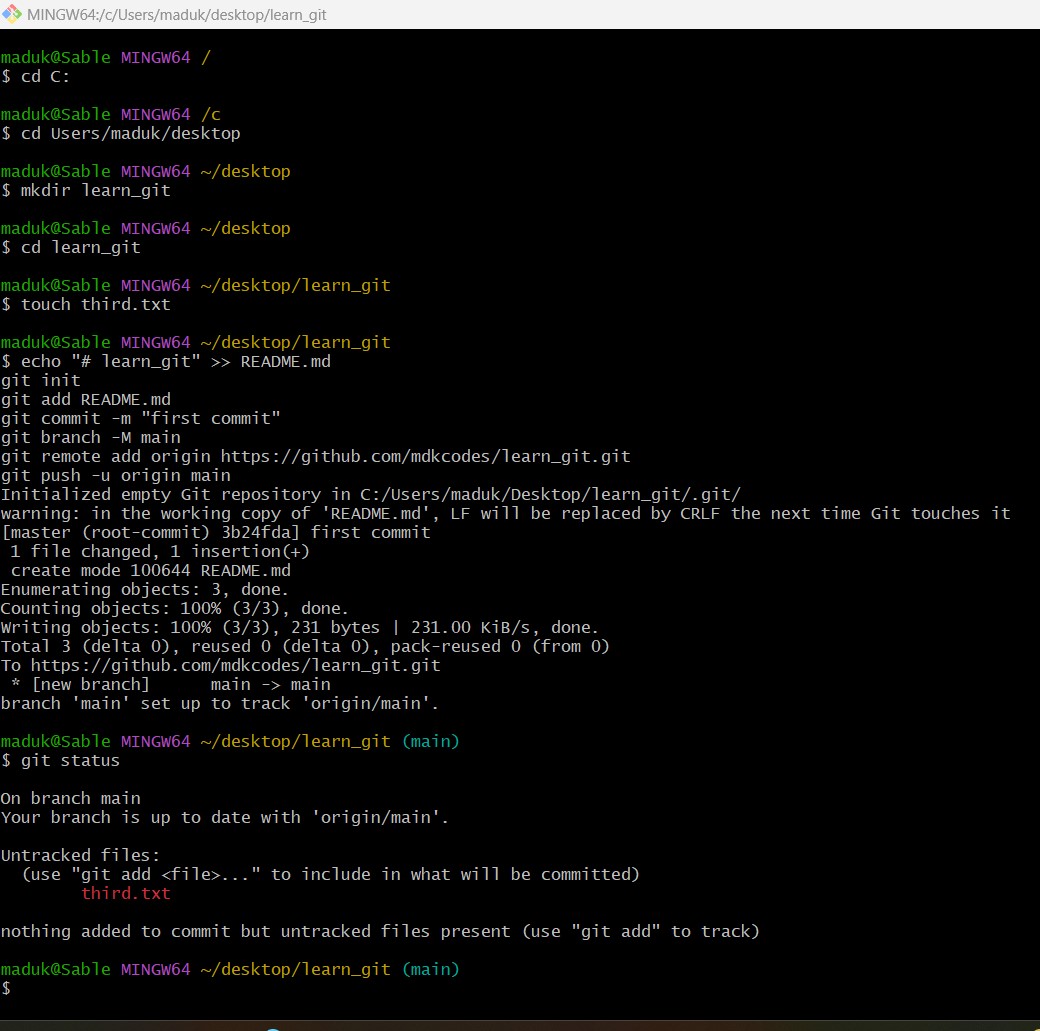 MINGW64:/c/Users/maduk/desktop/learn_git
maduk@Sable MINGW64 /
$ cd C:
maduk@Sable MINGW64 /c
$ cd Users/maduk/desktop
maduk@Sable MINGW64 ~/desktop
$ mkdir learn_git
maduk@Sable MINGW64 ~/desktop
$ cd learn_git
maduk@Sable MINGW64 ~/desktop/learn_git
$ touch third.txt
maduk@Sable MINGW64 ~/desktop/learn_git
$ echo "# learn_git" >> README.md
git init
git add README.md
git commit -m "first commit"
git branch -M main
git remote add origin https://github.com/mdkcodes/learn_git.git
git push -u origin main
Initialized empty Git repository in C:/Users/maduk/Desktop/learn_git/.git/
warning: in the working copy of 'README.md', LF will be replaced by CRLF the next time Git touches it
[master (root-commit) 3b24fda] first commit
 1 file changed, 1 insertion(+)
 create mode 100644 README.md
Enumerating objects: 3, done.
Counting objects: 100% (3/3), done.
Writing objects: 100% (3/3), 231 bytes | 231.00 KiB/s, done.
Total 3 (delta 0), reused 0 (delta 0), pack-reused 0 (from 0)
To https://github.com/mdkcodes/learn_git.git
 * [new branch]      main -> main
branch 'main' set up to track 'origin/main'.
maduk@Sable MINGW64 ~/desktop/learn_git (main)
$ git status
On branch main
Your branch is up to date with 'origin/main'.
Untracked files:
  (use "git add <file>..." to include in what will be committed)
        third.txt
nothing added to commit but untracked files present (use "git add" to track)
maduk@Sable MINGW64 ~/desktop/learn_git (main)
$